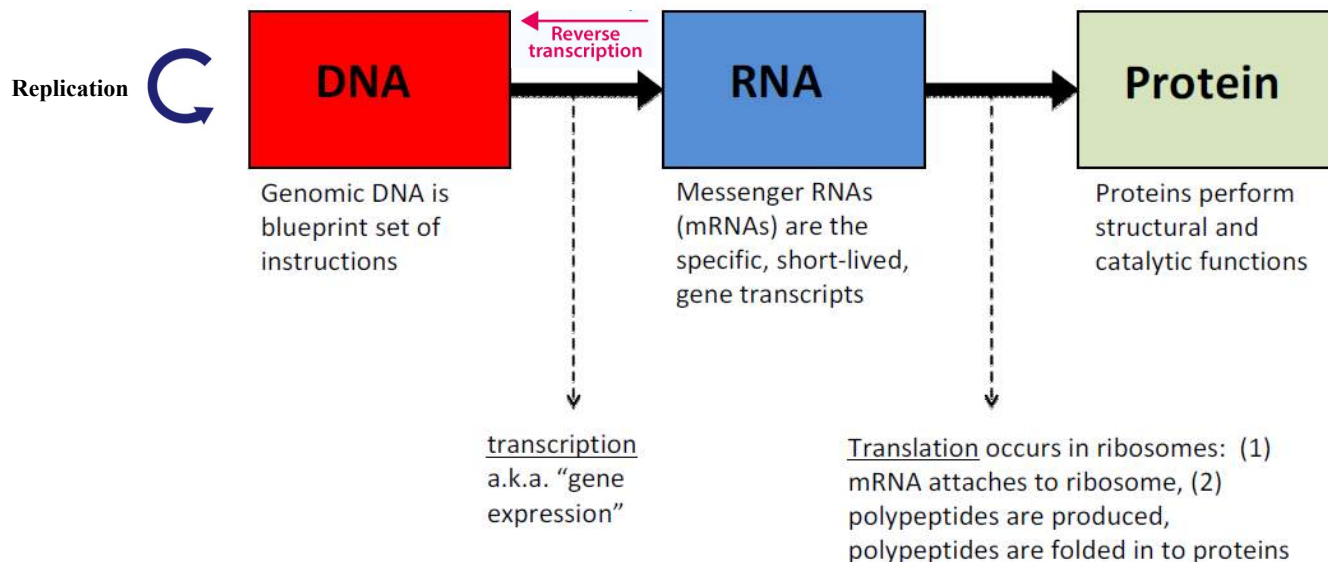 Reverse
transcription
Replication
DNA
RNA
Protein
Genomic DNA is
blueprint set of
instructions
Messenger RNAs
(mRNAs) are the
specific, short-lived,
gene transcripts
Proteins perform
structural and
catalytic functions
transcription
a.k.a. “gene
expression”
Translation occurs in ribosomes:  (1)
mRNA attaches to ribosome, (2)
polypeptides are produced,
polypeptides are folded in to proteins